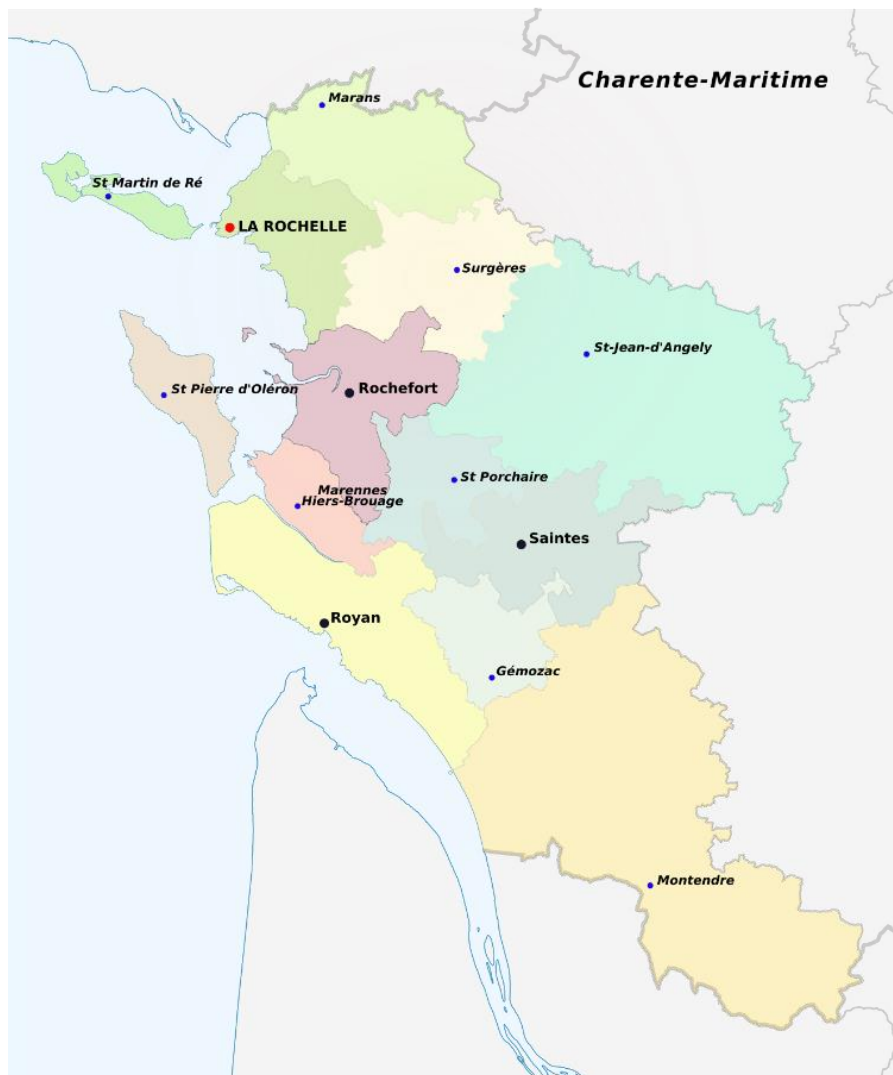 Charente-Maritime
Marans
St Martin de Ré
LA ROCHELLE
Surgères
St-Jean-d'Angely
St Pierre d'Oléron
Rochefort
St Porchaire
Marennes
Hiers-Brouage
Saintes
Royan
Gémozac
Montendre